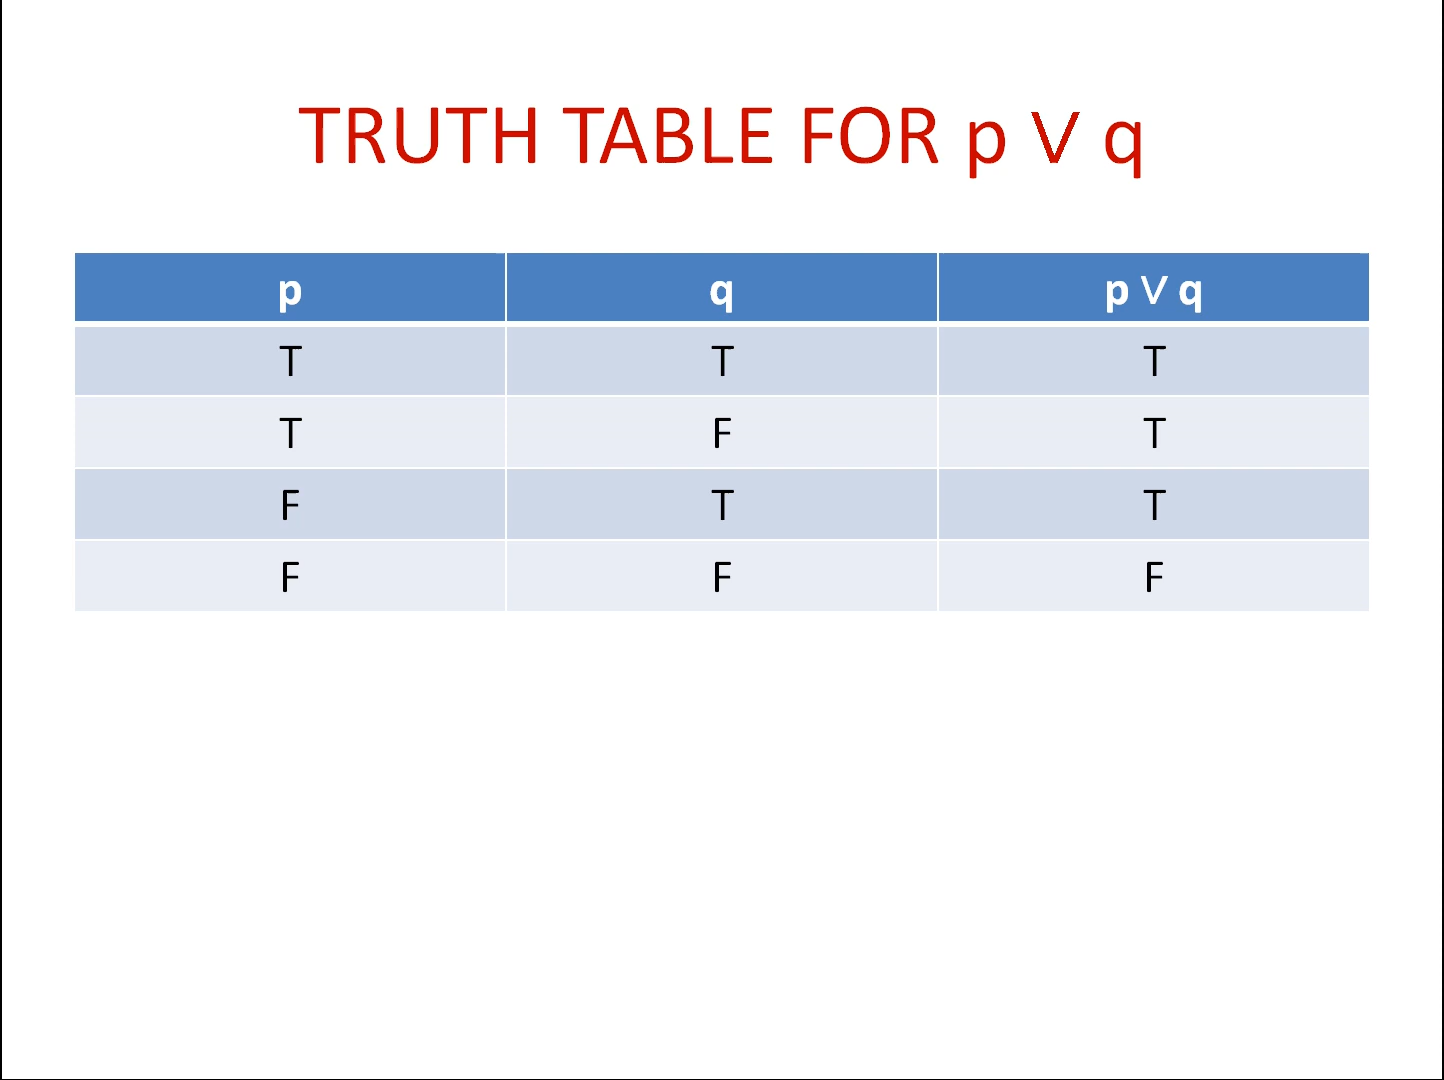 TRUTH TABLE FOR p ∨ q
p q p ∨ q
T T T
T F T
F T T
F F F